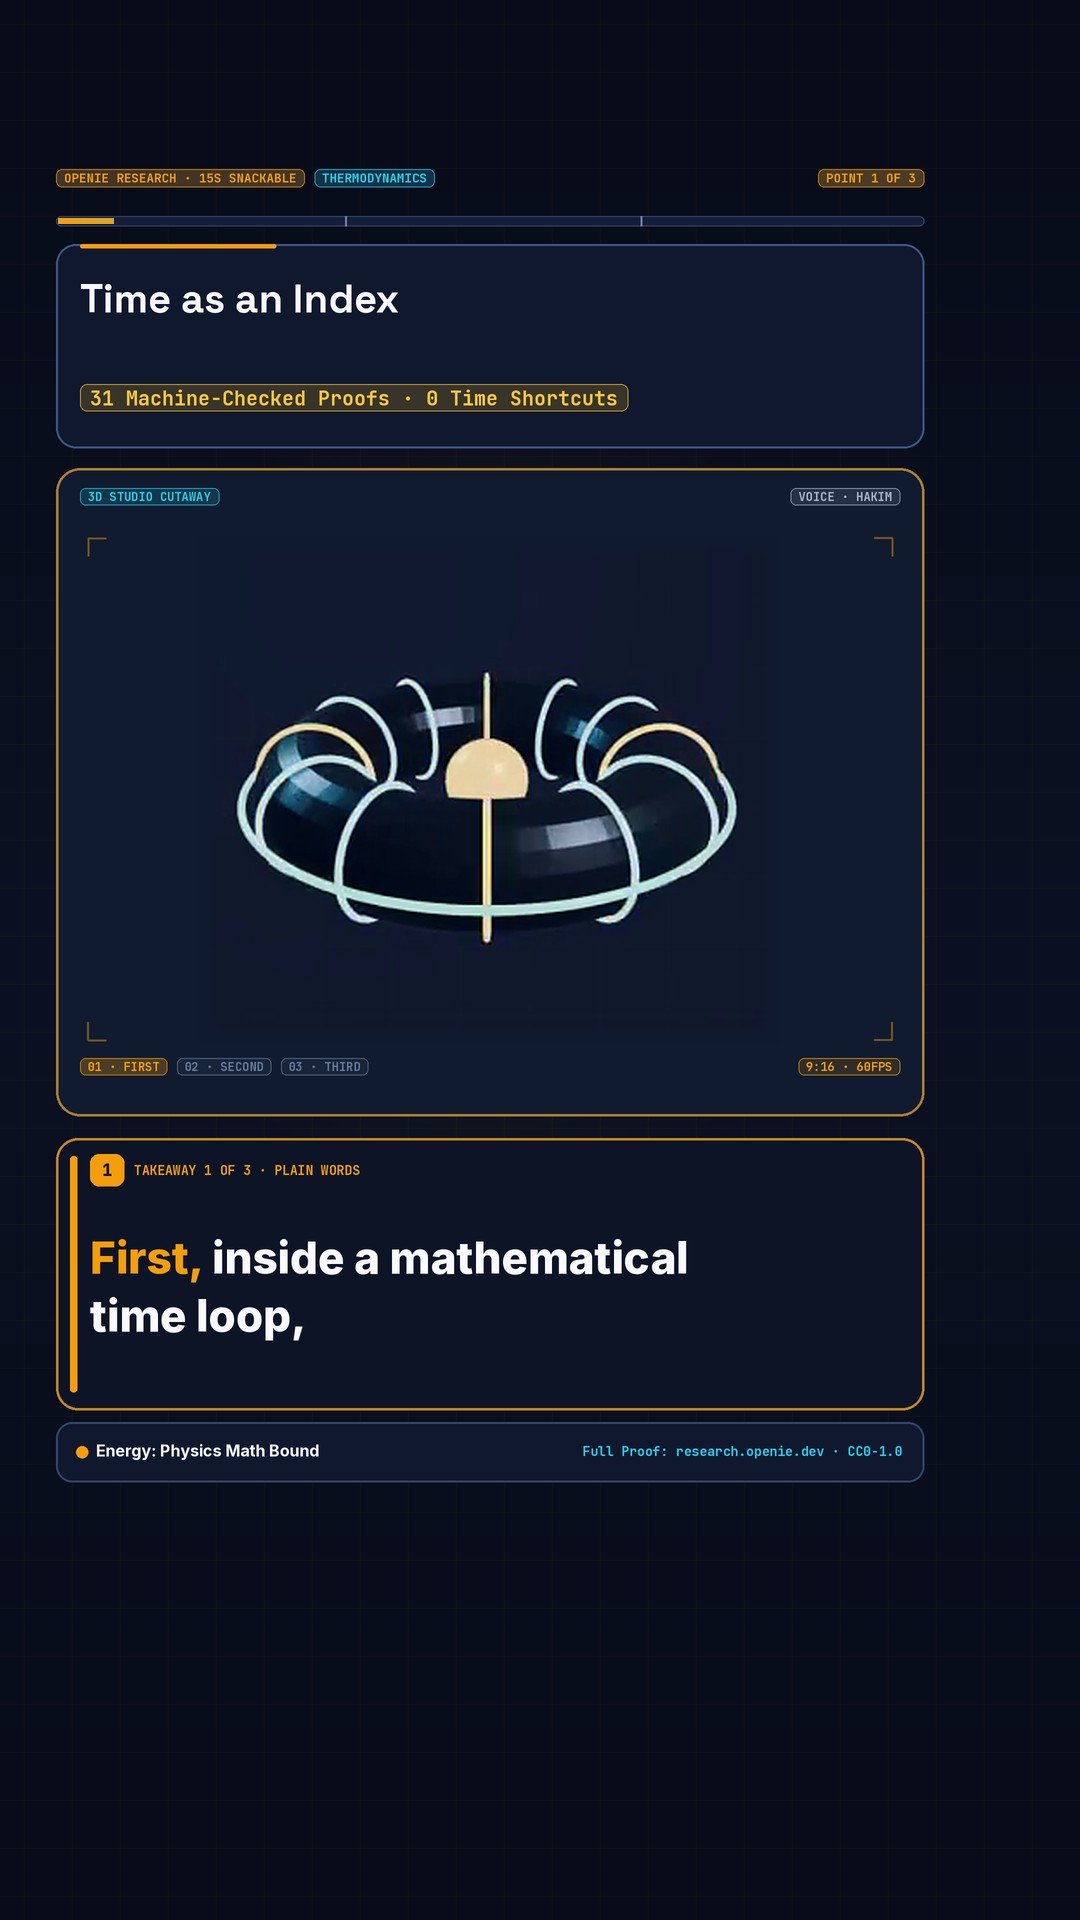 OPENIE RESEARCH · 15S SNACKABLE
THERMODYNAMICS
POINT 1 OF 3
Time as an Index
31 Machine-Checked Proofs · 0 Time Shortcuts
3D STUDIO CUTAWAY
VOICE · HAKIM
01 · FIRST
02 · SECOND
03 · THIRD
9:16 · 60FPS
1
TAKEAWAY 1 OF 3 · PLAIN WORDS
First, inside a mathematical
time loop,
Energy: Physics Math Bound
Full Proof: research.openie.dev · CC0-1.0